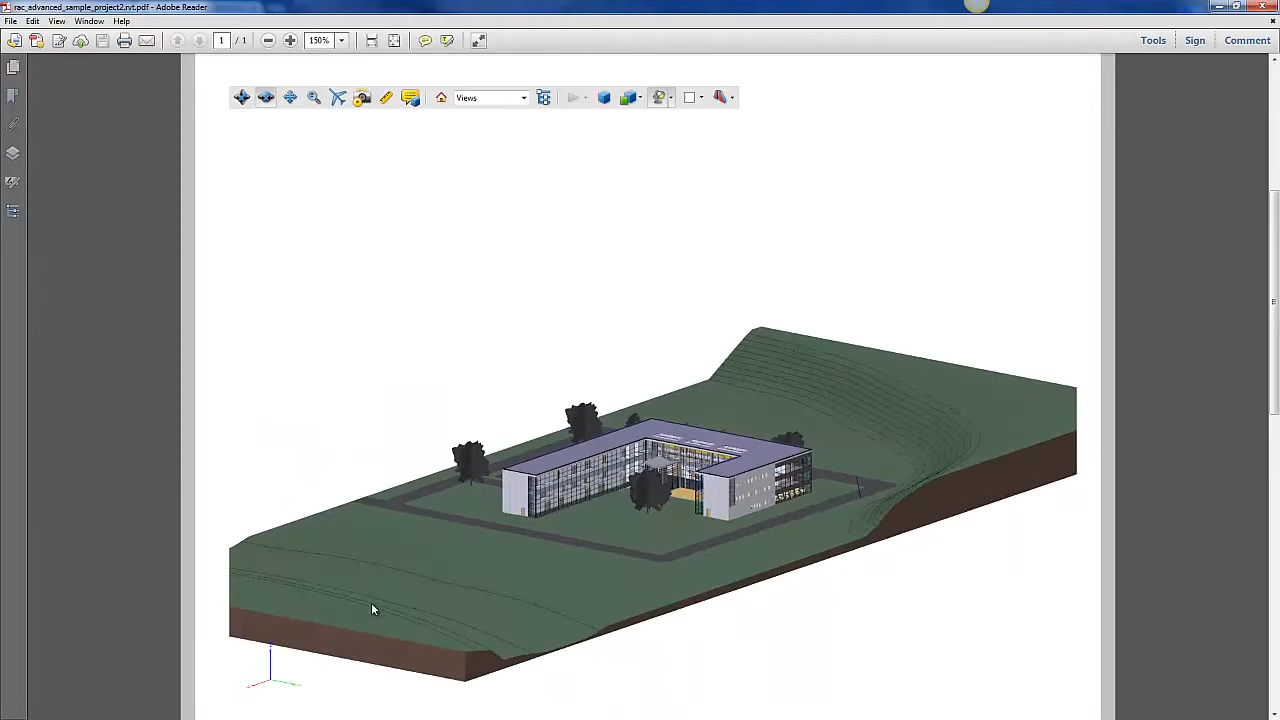 rac_advanced_sample_project2.rvt.pdf - Adobe Reader
File Edit View Window Help
1 / 1 150% Tools Sign Comment
Views